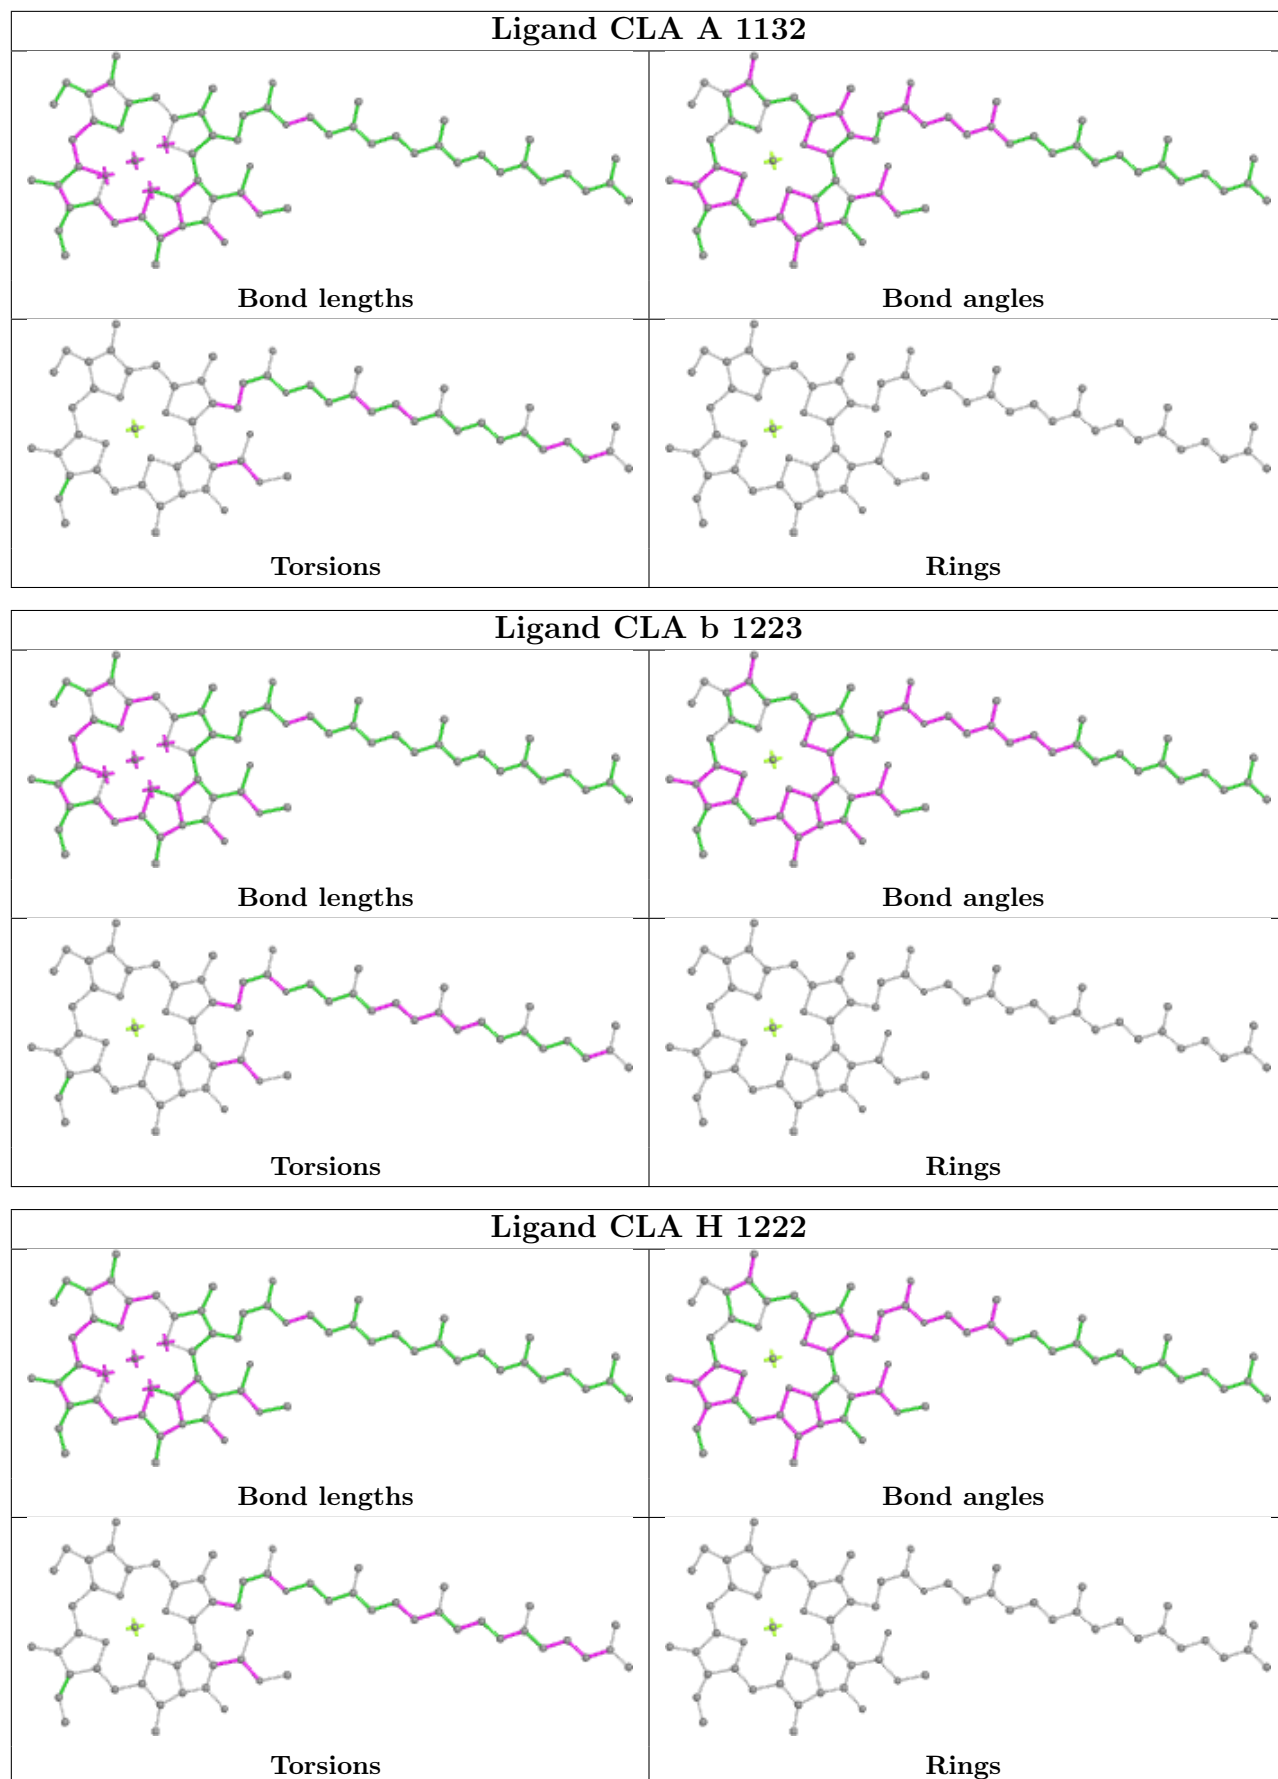 Ligand CLA A 1132
Bond lengths
Bond angles
Torsions
Rings
Ligand CLA b 1223
Bond lengths
Bond angles
Torsions
Rings
Ligand CLA H 1222
Bond lengths
Bond angles
Torsions
Rings